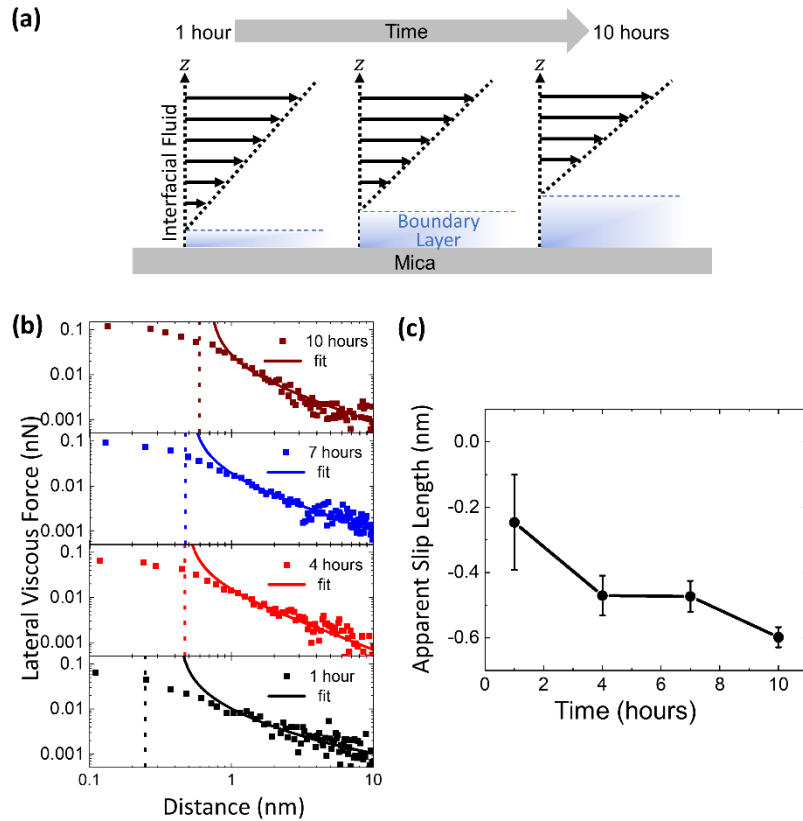 (a)
1 hour Time 10 hours
z z z
Interfacial Fluid
Boundary
Layer
Mica
(b)
Lateral Viscous Force (nN)
0.1
0.01
0.001
10 hours
fit
0.1
0.01
0.001
7 hours
fit
0.1
0.01
0.001
4 hours
fit
0.1
0.01
0.001
1 hour
fit
0.1 1 10
Distance (nm)
(c)
Apparent Slip Length (nm)
0.0
-0.2
-0.4
-0.6
0 2 4 6 8 10
Time (hours)